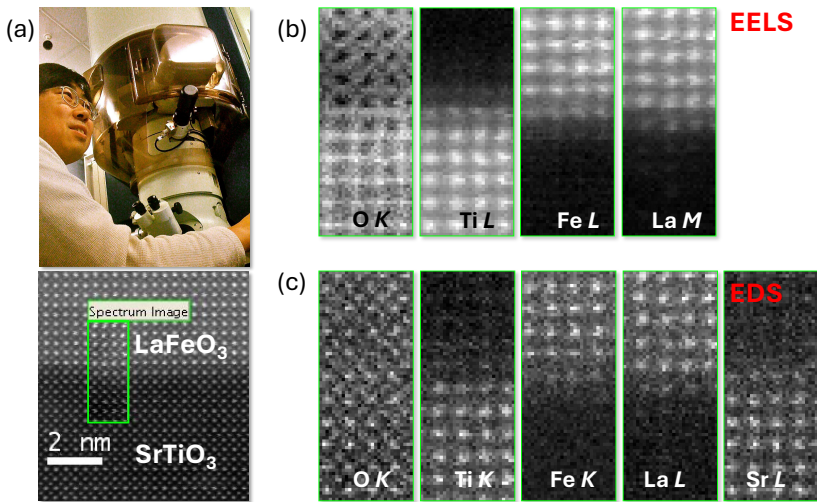 (a)
Spectrum Image
LaFeO₃
2 nm
SrTiO₃
(b)
EELS
O K
Ti L
Fe L
La M
(c)
EDS
O K
Ti K
Fe K
La L
Sr L